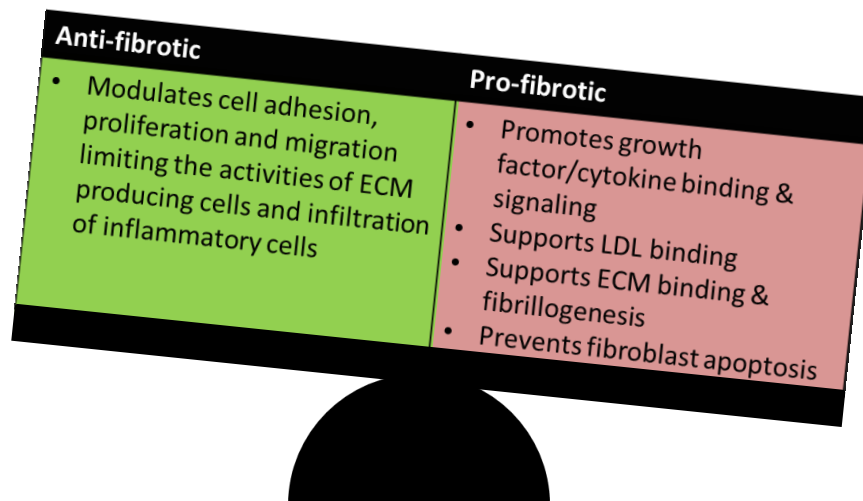 Anti-fibrotic
• Modulates cell adhesion,
proliferation and migration
limiting the activities of ECM
producing cells and infiltration
of inflammatory cells
Pro-fibrotic
• Promotes growth
factor/cytokine binding &
signaling
• Supports LDL binding
• Supports ECM binding &
fibrillogenesis
• Prevents fibroblast apoptosis